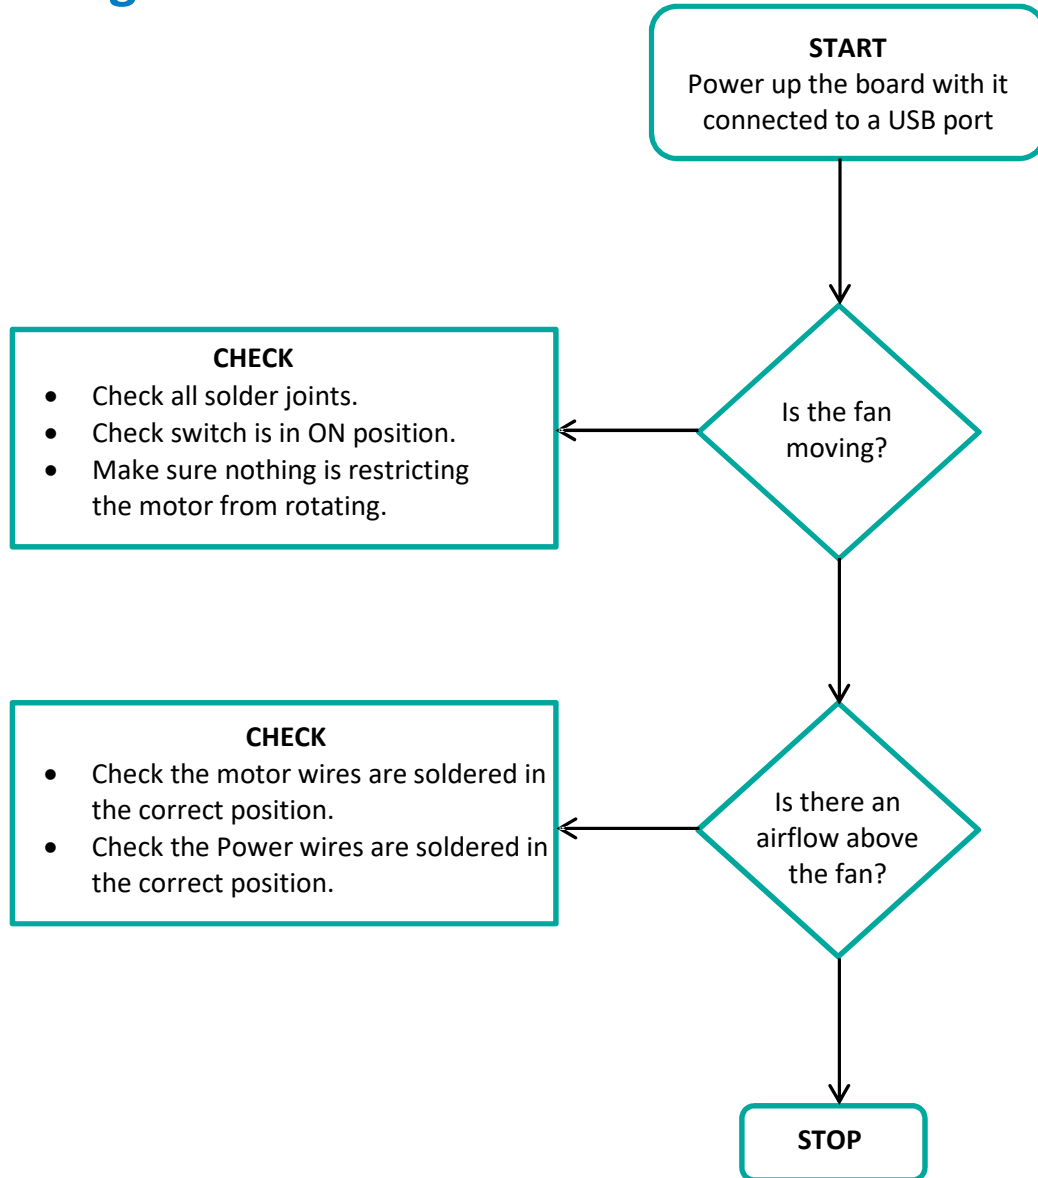 START
Power up the board with it
connected to a USB port
Is the fan
moving?
CHECK
• Check all solder joints.
• Check switch is in ON position.
• Make sure nothing is restricting
the motor from rotating.
Is there an
airflow above
the fan?
CHECK
• Check the motor wires are soldered in
the correct position.
• Check the Power wires are soldered in
the correct position.
STOP